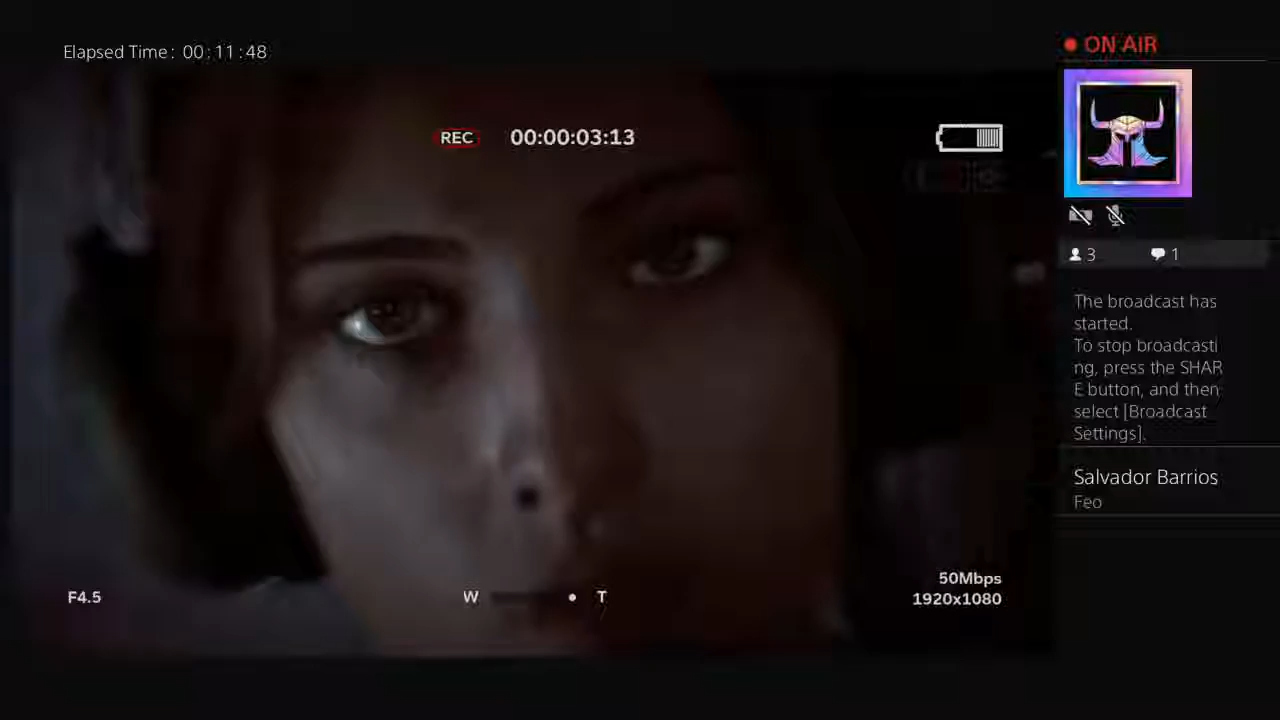 Elapsed Time: 00:11:48
ON AIR
REC 00:00:03:13
3 1
The broadcast has
started.
To stop broadcasti
ng, press the SHAR
E button, and then
select [Broadcast
Settings].
Salvador Barrios
Feo
50Mbps
F4.5 W T 1920x1080